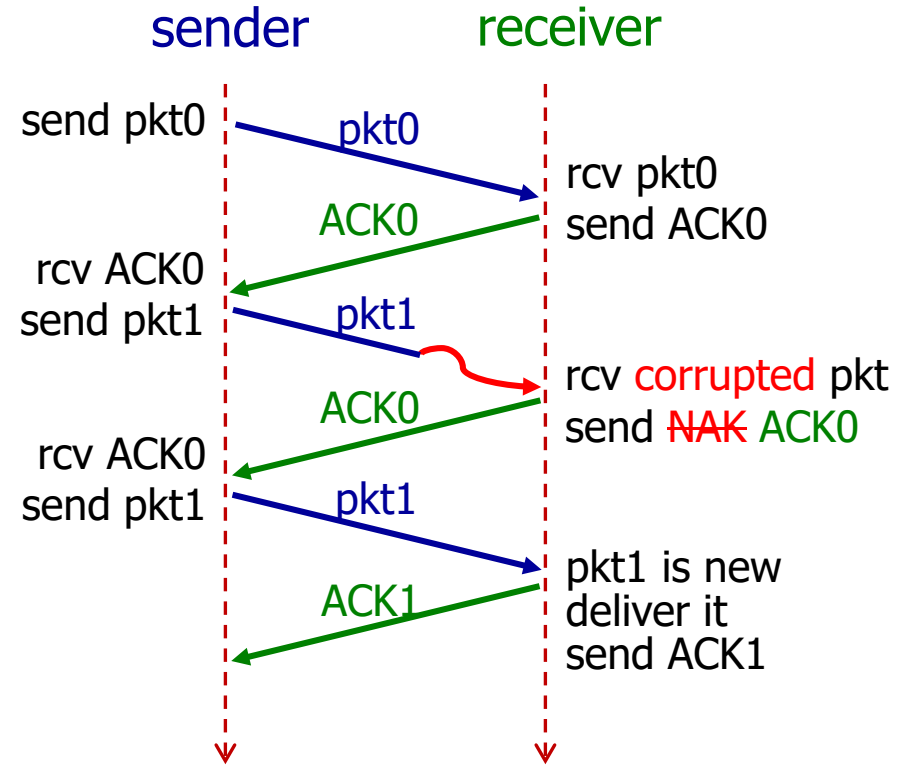 sender
receiver
send pkt0
pkt0
rcv pkt0
send ACK0
ACK0
rcv ACK0
send pkt1
pkt1
rcv corrupted pkt
send NAK ACK0
ACK0
rcv ACK0
send pkt1
pkt1
pkt1 is new
deliver it
send ACK1
ACK1